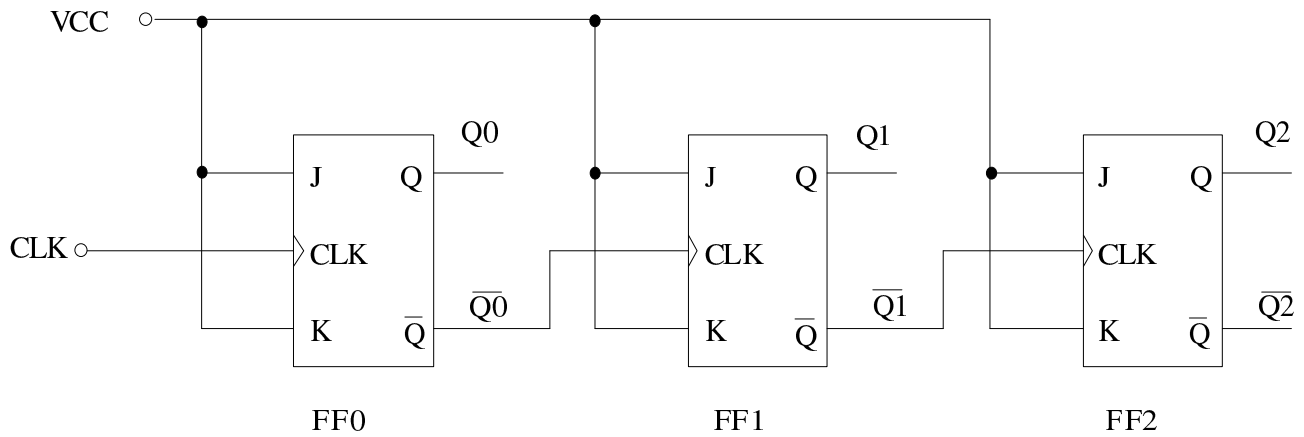 VCC
Q0 Q1 Q2
J Q J Q J Q
CLK CLK CLK CLK
Q̅0̅ Q̅1̅ Q̅2̅
K Q̅ K Q̅ K Q̅
FF0 FF1 FF2